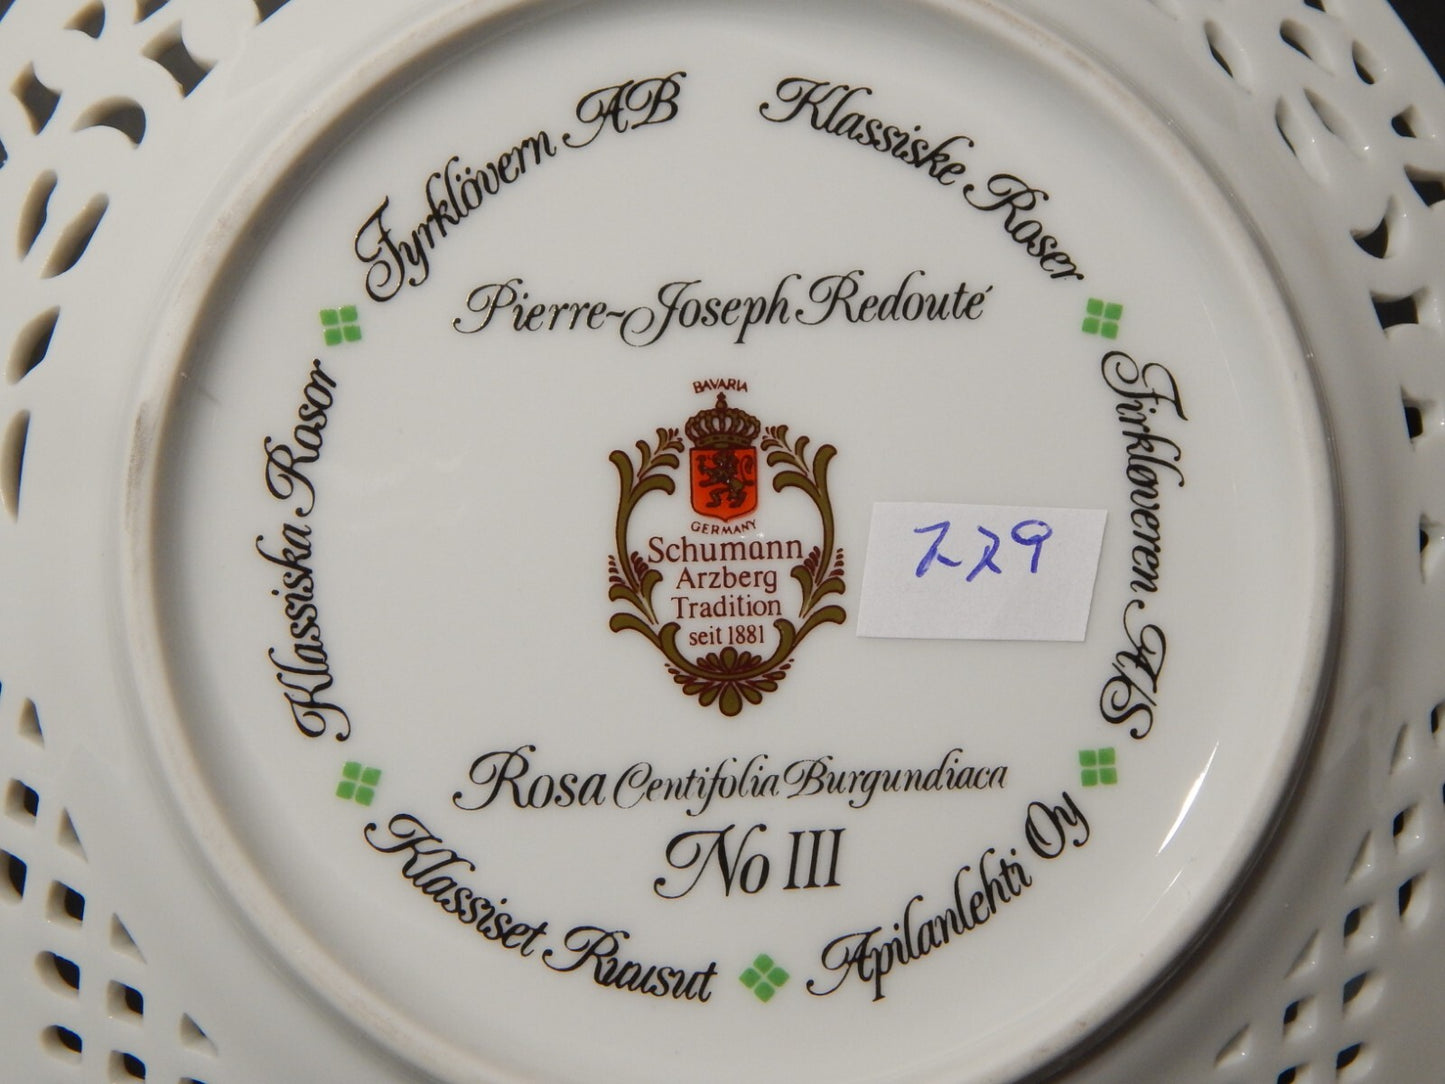 Fyrklövern AB
Klassiske Roser
Pierre-Joseph Redouté
Klassiska Rosor
Firkløveren A/S
BAVARIA
GERMANY
Schumann
Arzberg
Tradition
seit 1881
229
Rosa Centifolia Burgundiaca
No III
Klassiset Ruusut
Apilanlehti Oy